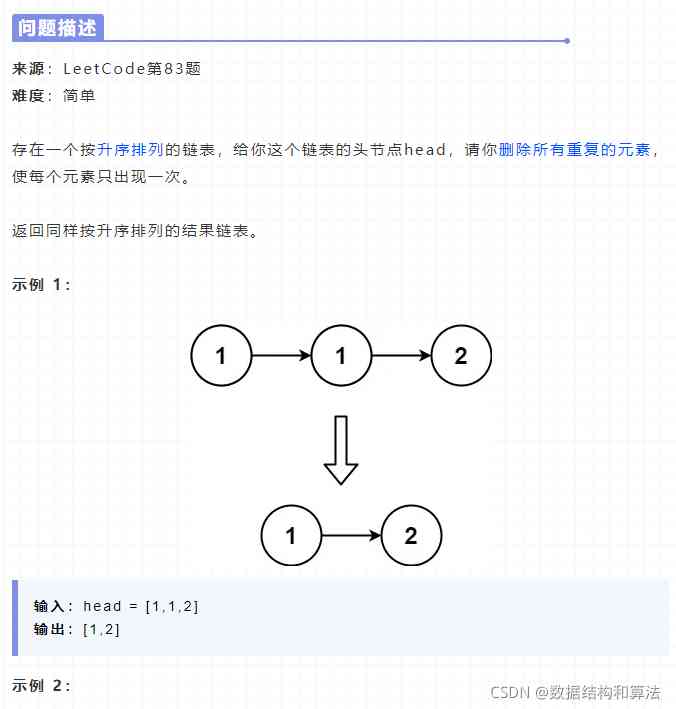 问题描述
来源：LeetCode第83题
难度：简单
存在一个按升序排列的链表，给你这个链表的头节点head，请你删除所有重复的元素，
使每个元素只出现一次。
返回同样按升序排列的结果链表。
示例 1：
1 1 2
1 2
输入：head = [1,1,2]
输出：[1,2]
示例 2：
CSDN @数据结构和算法